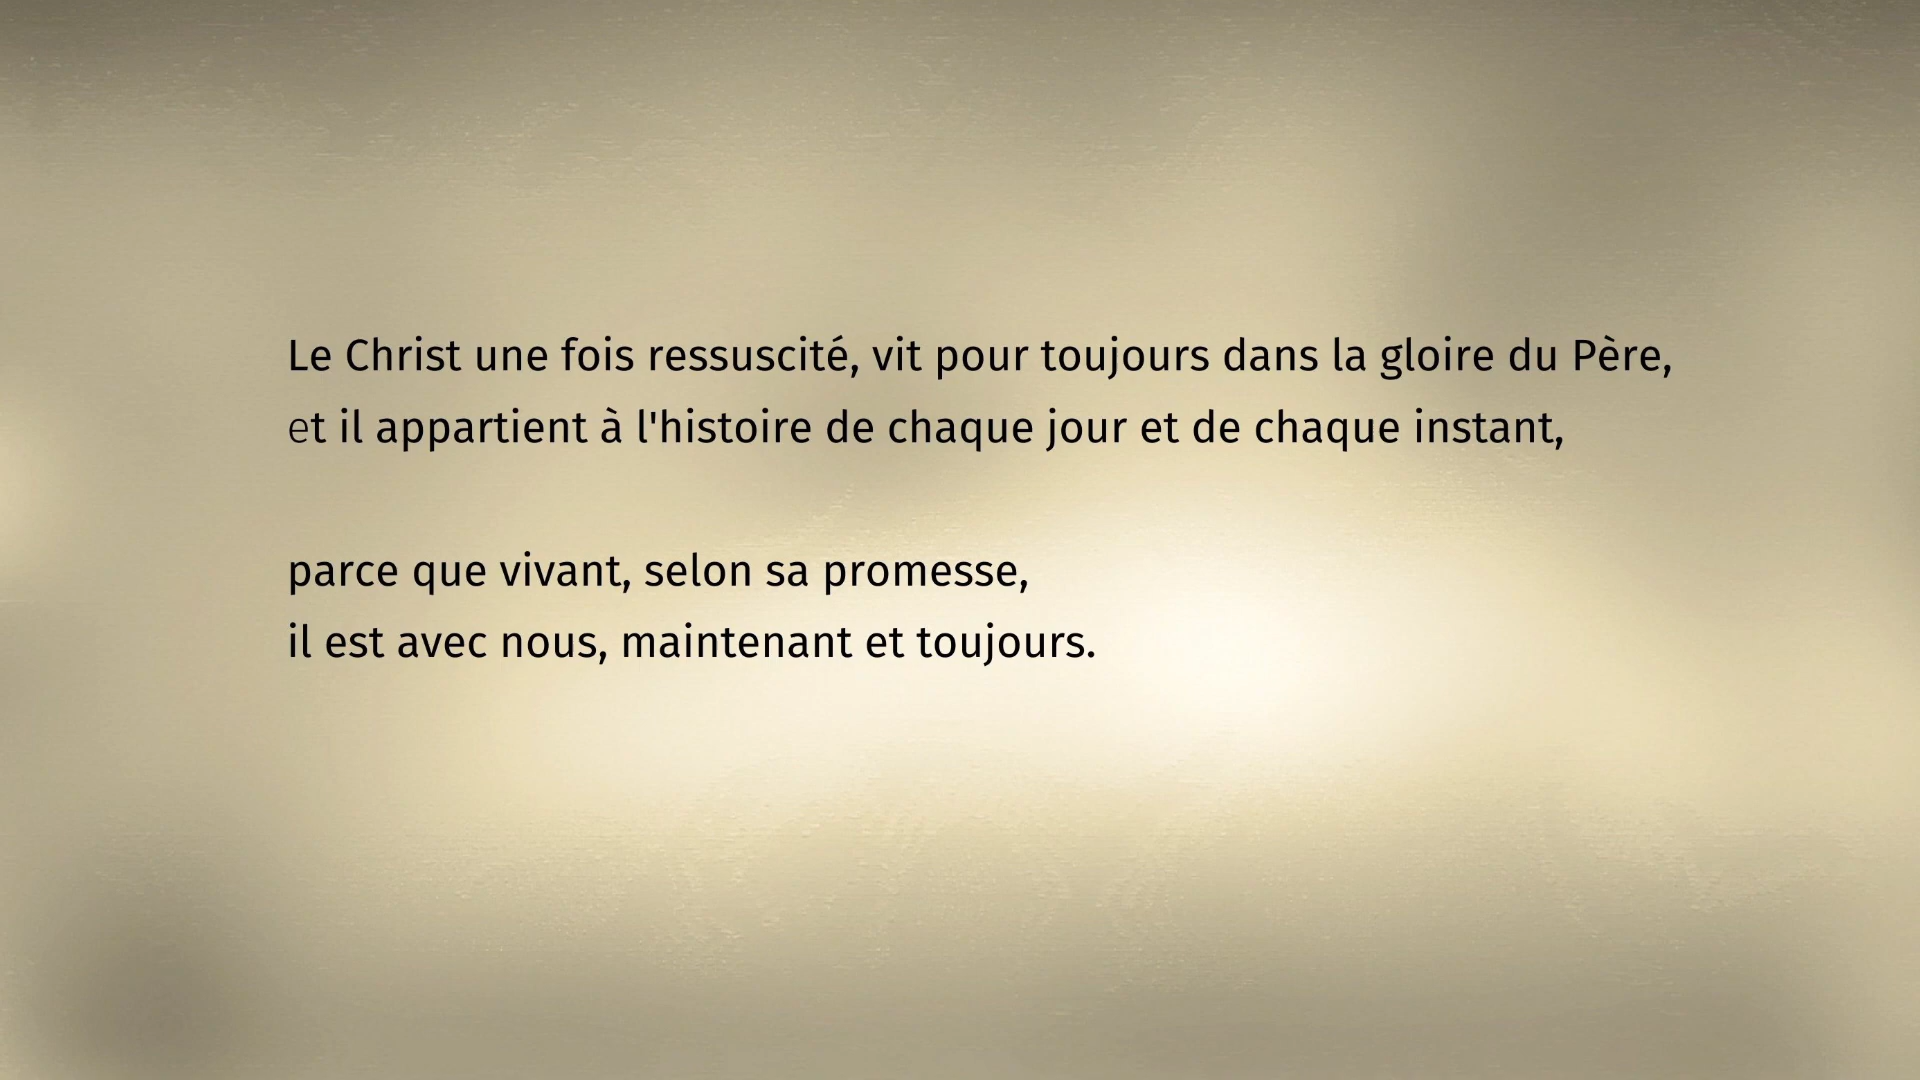 Le Christ une fois ressuscité, vit pour toujours dans la gloire du Père,
et il appartient à l'histoire de chaque jour et de chaque instant,
parce que vivant, selon sa promesse,
il est avec nous, maintenant et toujours.